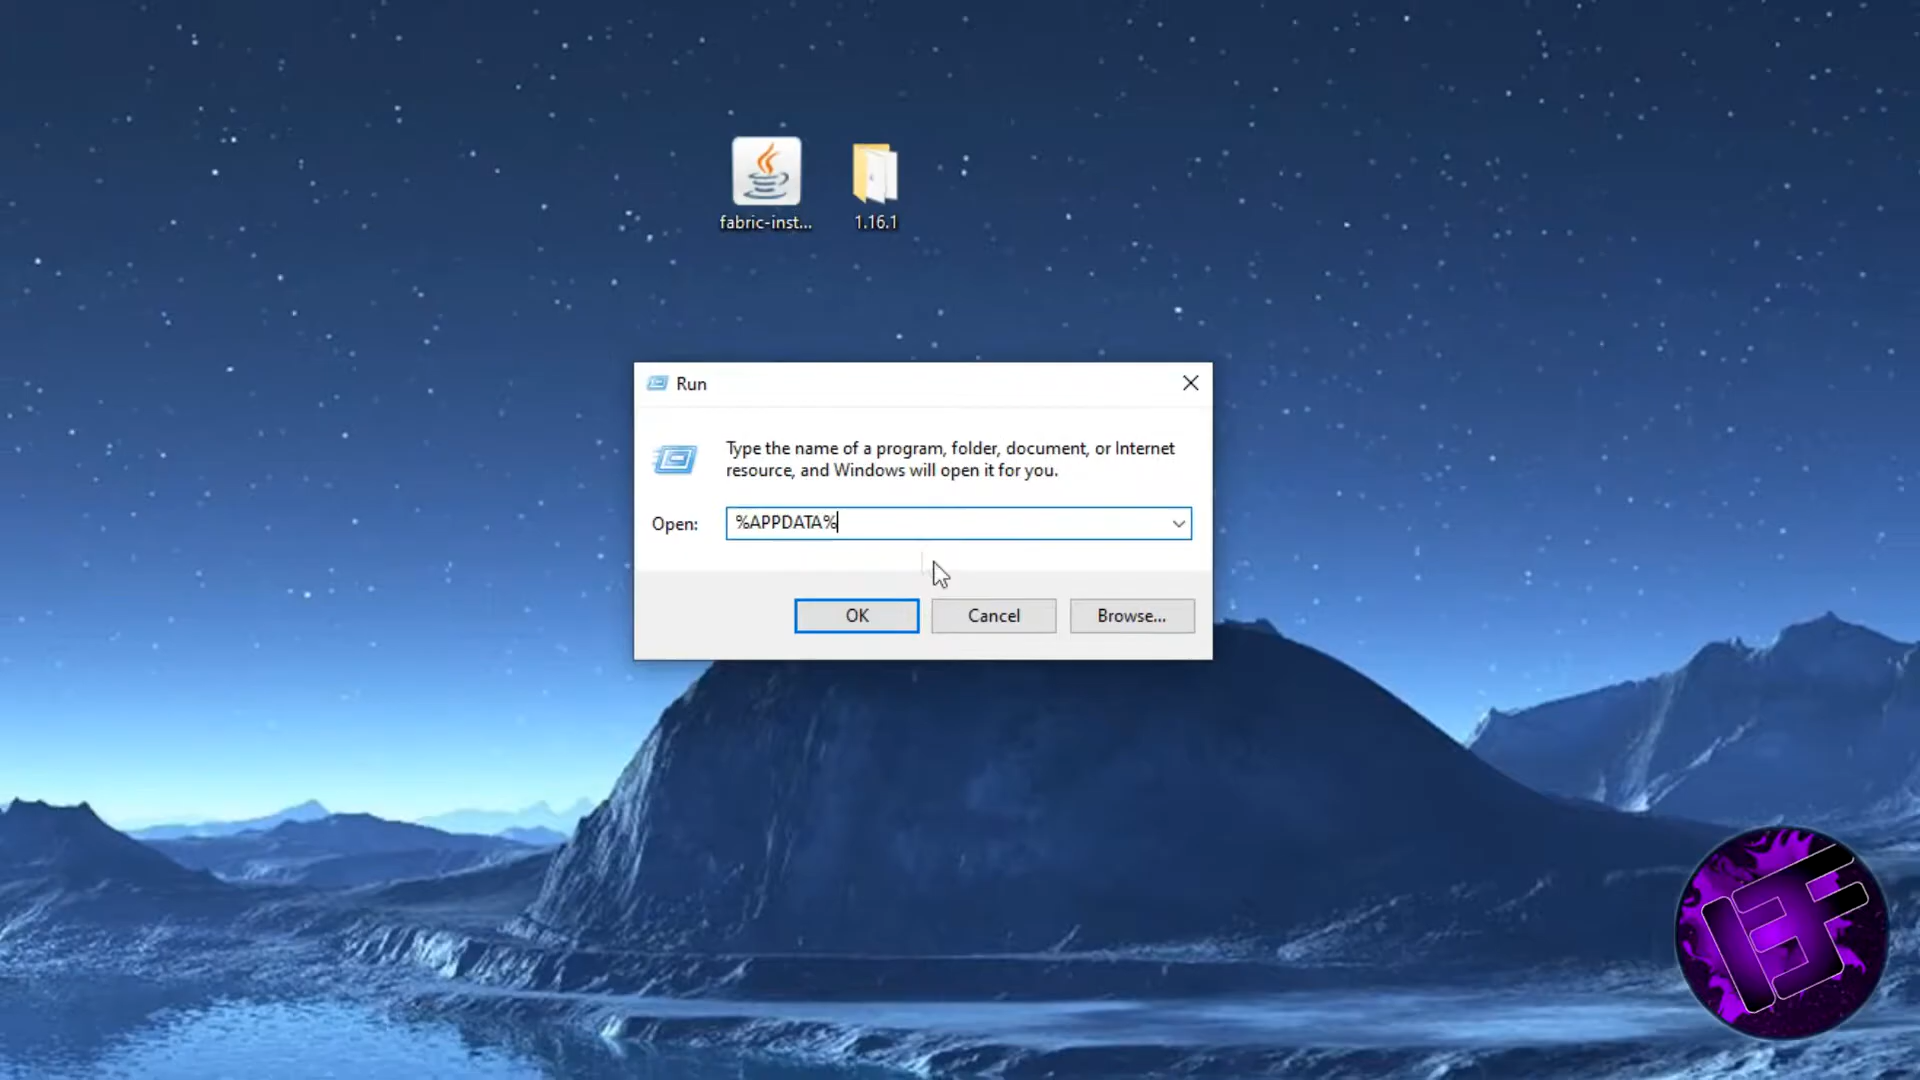 fabric-inst...
1.16.1
Run
Type the name of a program, folder, document, or Internet
resource, and Windows will open it for you.
Open:
%APPDATA%
OK
Cancel
Browse...